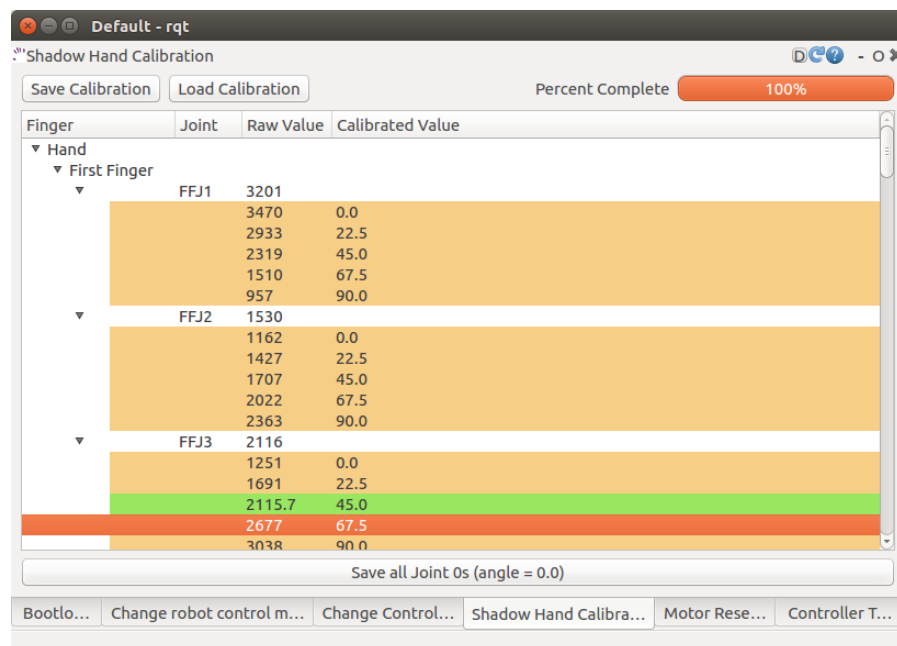 Default - rqt
Shadow Hand Calibration D ? - O
Save Calibration Load Calibration Percent Complete 100%
Finger Joint Raw Value Calibrated Value
Hand
First Finger
FFJ1 3201
3470 0.0
2933 22.5
2319 45.0
1510 67.5
957 90.0
FFJ2 1530
1162 0.0
1427 22.5
1707 45.0
2022 67.5
2363 90.0
FFJ3 2116
1251 0.0
1691 22.5
2115.7 45.0
2677 67.5
3038 90.0
Save all Joint 0s (angle = 0.0)
Bootlo... Change robot control m... Change Control... Shadow Hand Calibra... Motor Rese... Controller T...